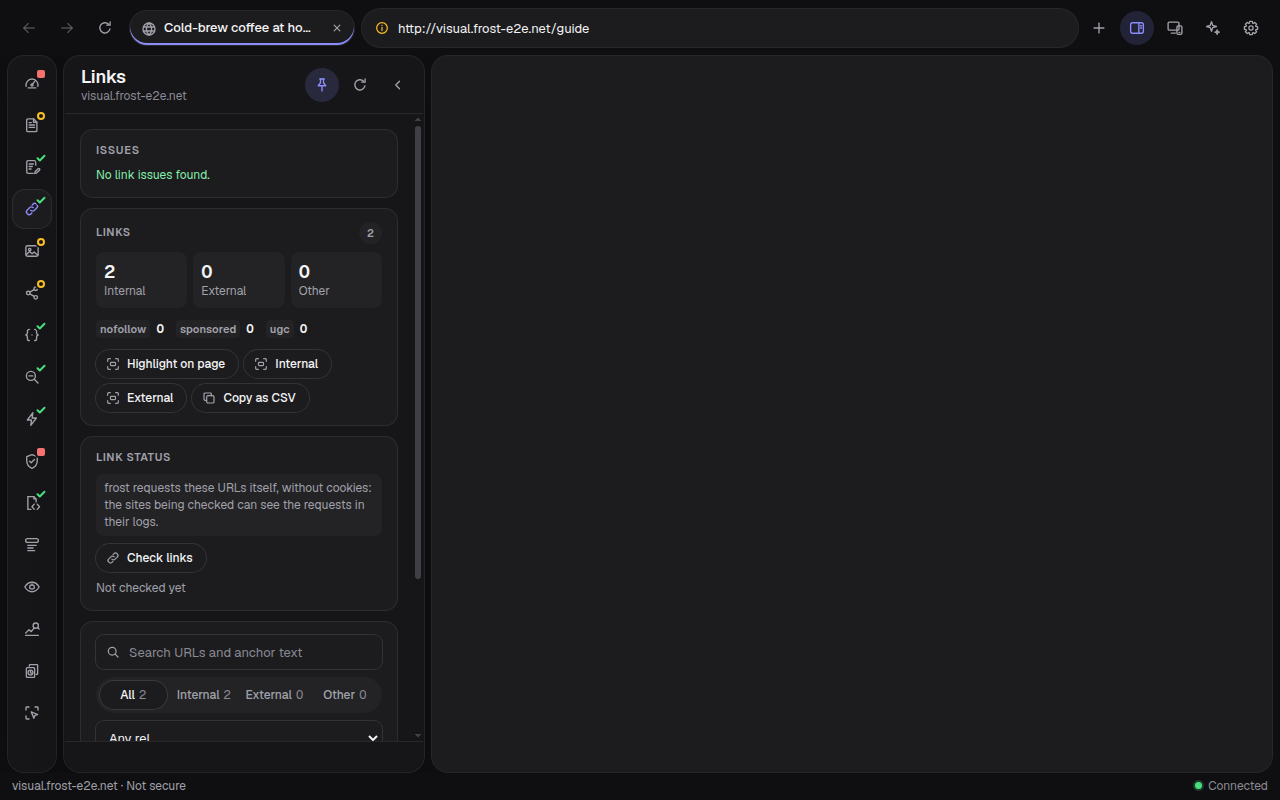 Cold-brew coffee at ho...
http://visual.frost-e2e.net/guide
Links
visual.frost-e2e.net
ISSUES
No link issues found.
LINKS
2
2
Internal
0
External
0
Other
nofollow 0 sponsored 0 ugc 0
Highlight on page
Internal
External
Copy as CSV
LINK STATUS
frost requests these URLs itself, without cookies:
the sites being checked can see the requests in
their logs.
Check links
Not checked yet
Search URLs and anchor text
All 2 Internal 2 External 0 Other 0
Any rel
visual.frost-e2e.net · Not secure
Connected